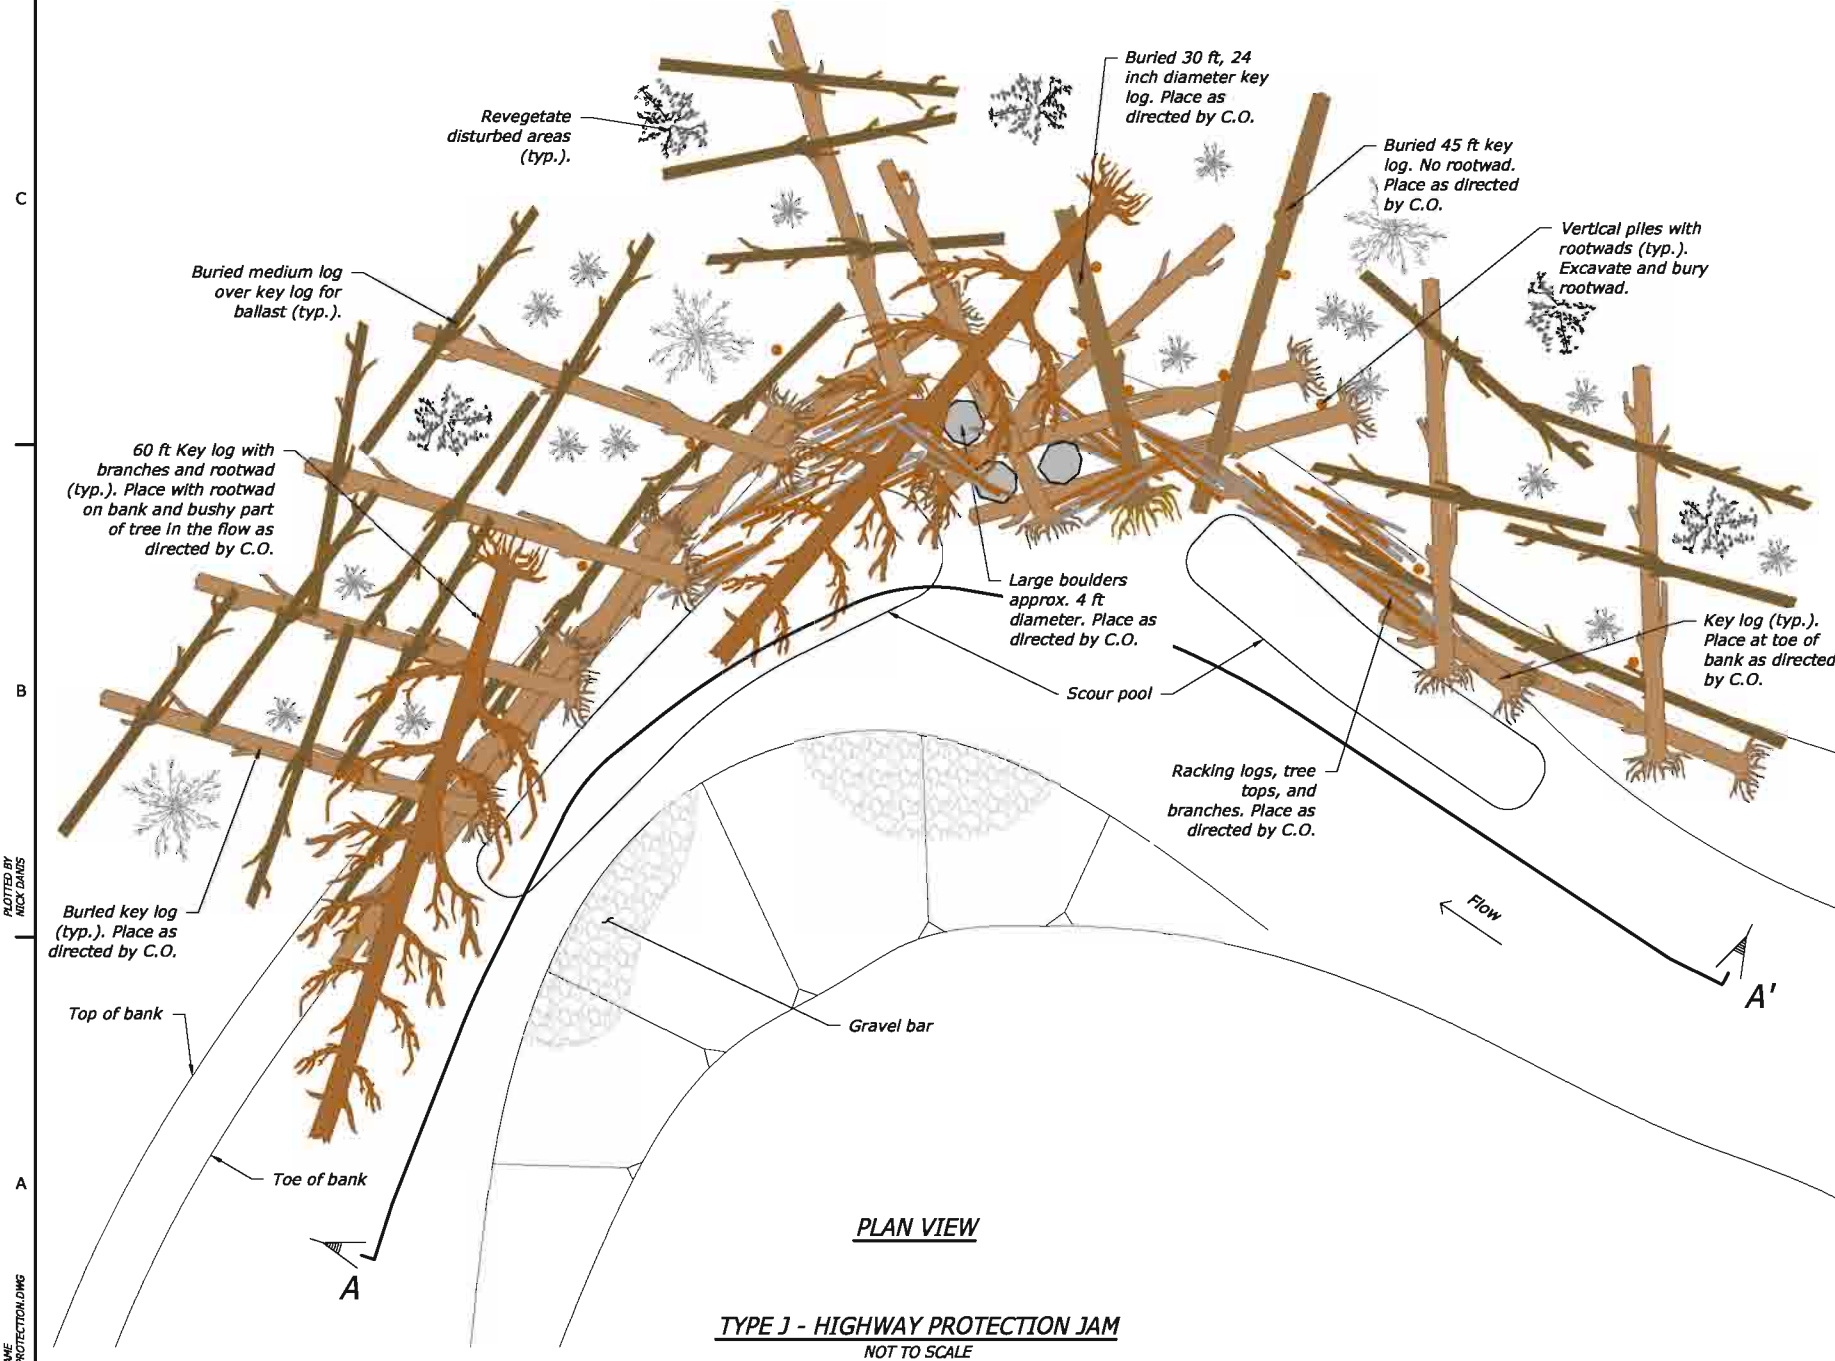 Buried 30 ft, 24
inch diameter key
log. Place as
directed by C.O.
Revegetate
disturbed areas
(typ.).
Buried 45 ft key
log. No rootwad.
Place as directed
by C.O.
C
Vertical piles with
rootwads (typ.).
Excavate and bury
rootwad.
Buried medium log
over key log for
ballast (typ.).
60 ft Key log with
branches and rootwad
(typ.). Place with rootwad
on bank and bushy part
of tree in the flow as
directed by C.O.
Large boulders
approx. 4 ft
diameter. Place as
directed by C.O.
Key log (typ.).
Place at toe of
bank as directed
by C.O.
B
Scour pool
Racking logs, tree
tops, and
branches. Place as
directed by C.O.
PLOTTED BY
NICK DANIS
Buried key log
(typ.). Place as
directed by C.O.
Flow
A'
Top of bank
Gravel bar
Toe of bank
A
PLAN VIEW
A
TYPE J - HIGHWAY PROTECTION JAM
NOT TO SCALE
AME
ROTECTION.DWG